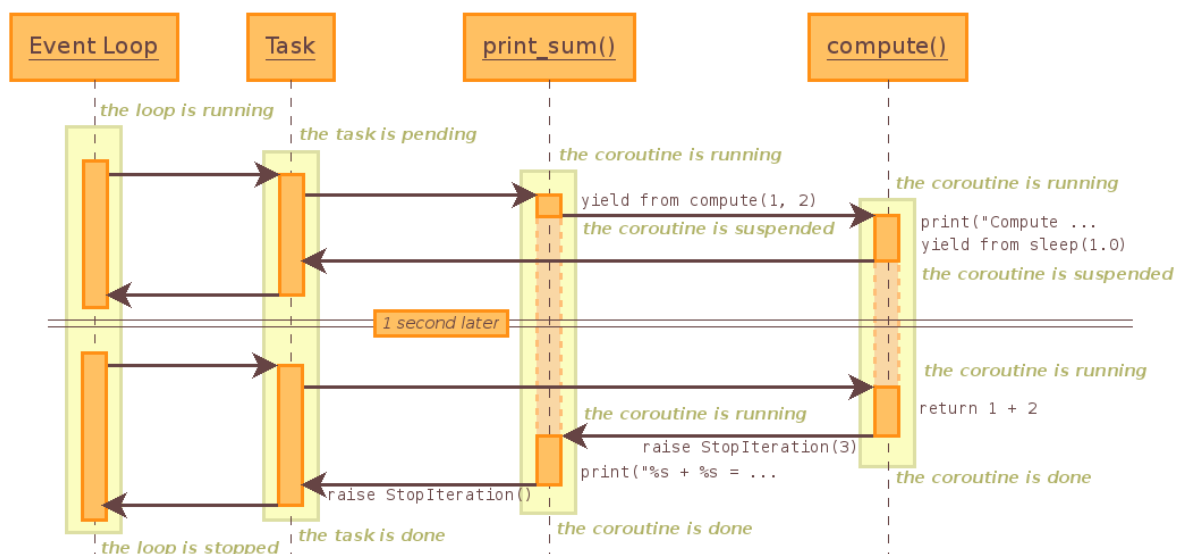 Event Loop
Task
print_sum()
compute()
the loop is running
the task is pending
the coroutine is running
the coroutine is running
yield from compute(1, 2)
print("Compute ...
the coroutine is suspended
yield from sleep(1.0)
the coroutine is suspended
1 second later
the coroutine is running
return 1 + 2
the coroutine is running
raise StopIteration(3)
print("%s + %s = ...
the coroutine is done
raise StopIteration()
the coroutine is done
the task is done
the loop is stopped